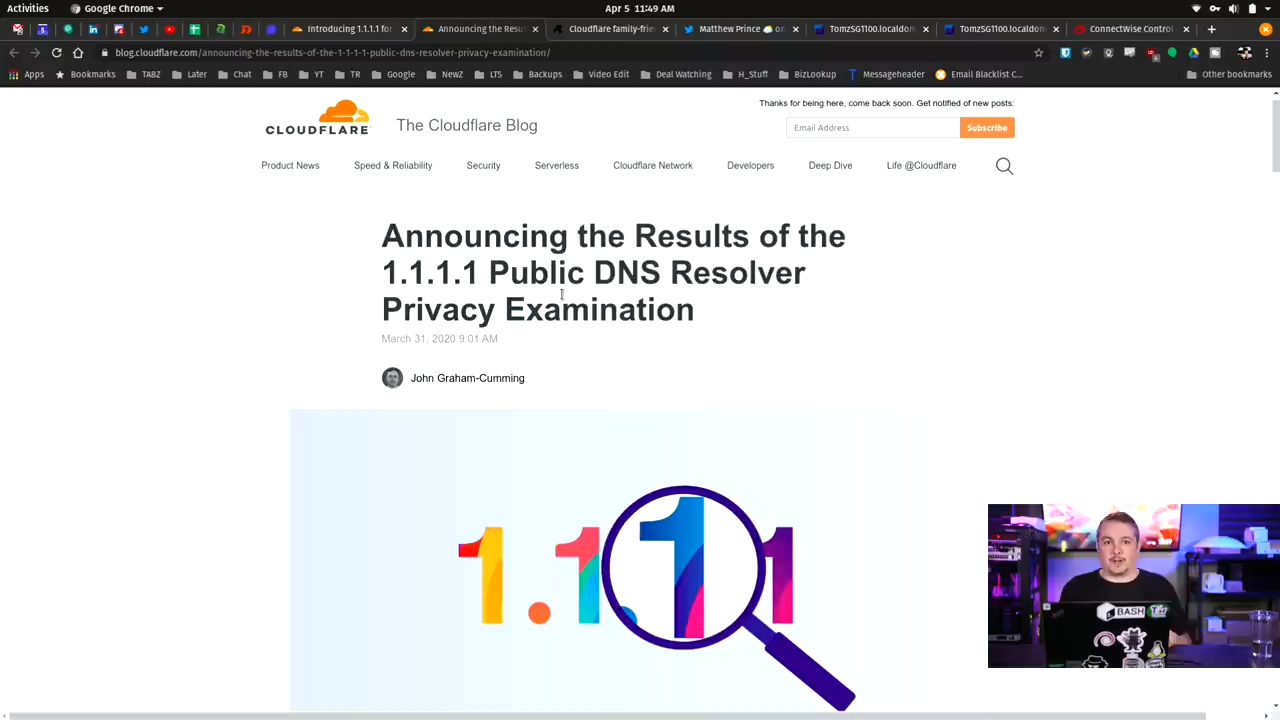 Activities
Google Chrome
Apr 5 11:49 AM
Introducing 1.1.1.1 for
Announcing the Resu
Cloudflare family-frie
Matthew Prince
on
TomzSG1100.localdom
TomzSG1100.localdom
ConnectWise Control
blog.cloudflare.com/announcing-the-results-of-the-1-1-1-1-public-dns-resolver-privacy-examination/
Apps
Bookmarks
TABZ
Later
Chat
FB
YT
TR
Google
NewZ
LTS
Backups
Video Edit
Deal Watching
H_Stuff
BizLookup
Messageheader
Email Blacklist C...
Other bookmarks
CLOUDFLARE
The Cloudflare Blog
Thanks for being here, come back soon. Get notified of new posts:
Email Address
Subscribe
Product News
Speed & Reliability
Security
Serverless
Cloudflare Network
Developers
Deep Dive
Life @Cloudflare
Announcing the Results of the
1.1.1.1 Public DNS Resolver
Privacy Examination
March 31, 2020 9:01 AM
John Graham-Cumming
1.1.1.1
BASH